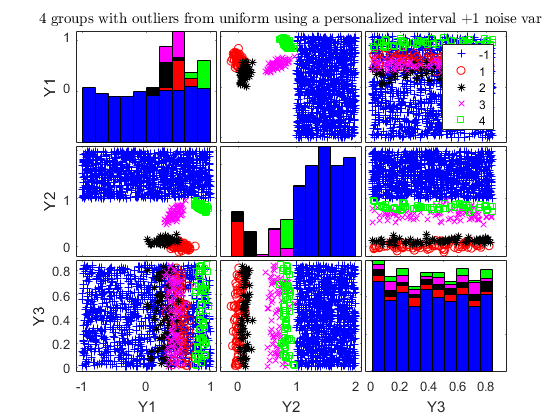 4 groups with outliers from uniform using a personalized interval +1 noise var
1
0
Y1
-1
1
2
3
4
1
0
Y2
0.8
0.6
0.4
0.2
0
Y3
-1 0 1
0 1 2
0 0.2 0.4 0.6 0.8
Y1 Y2 Y3